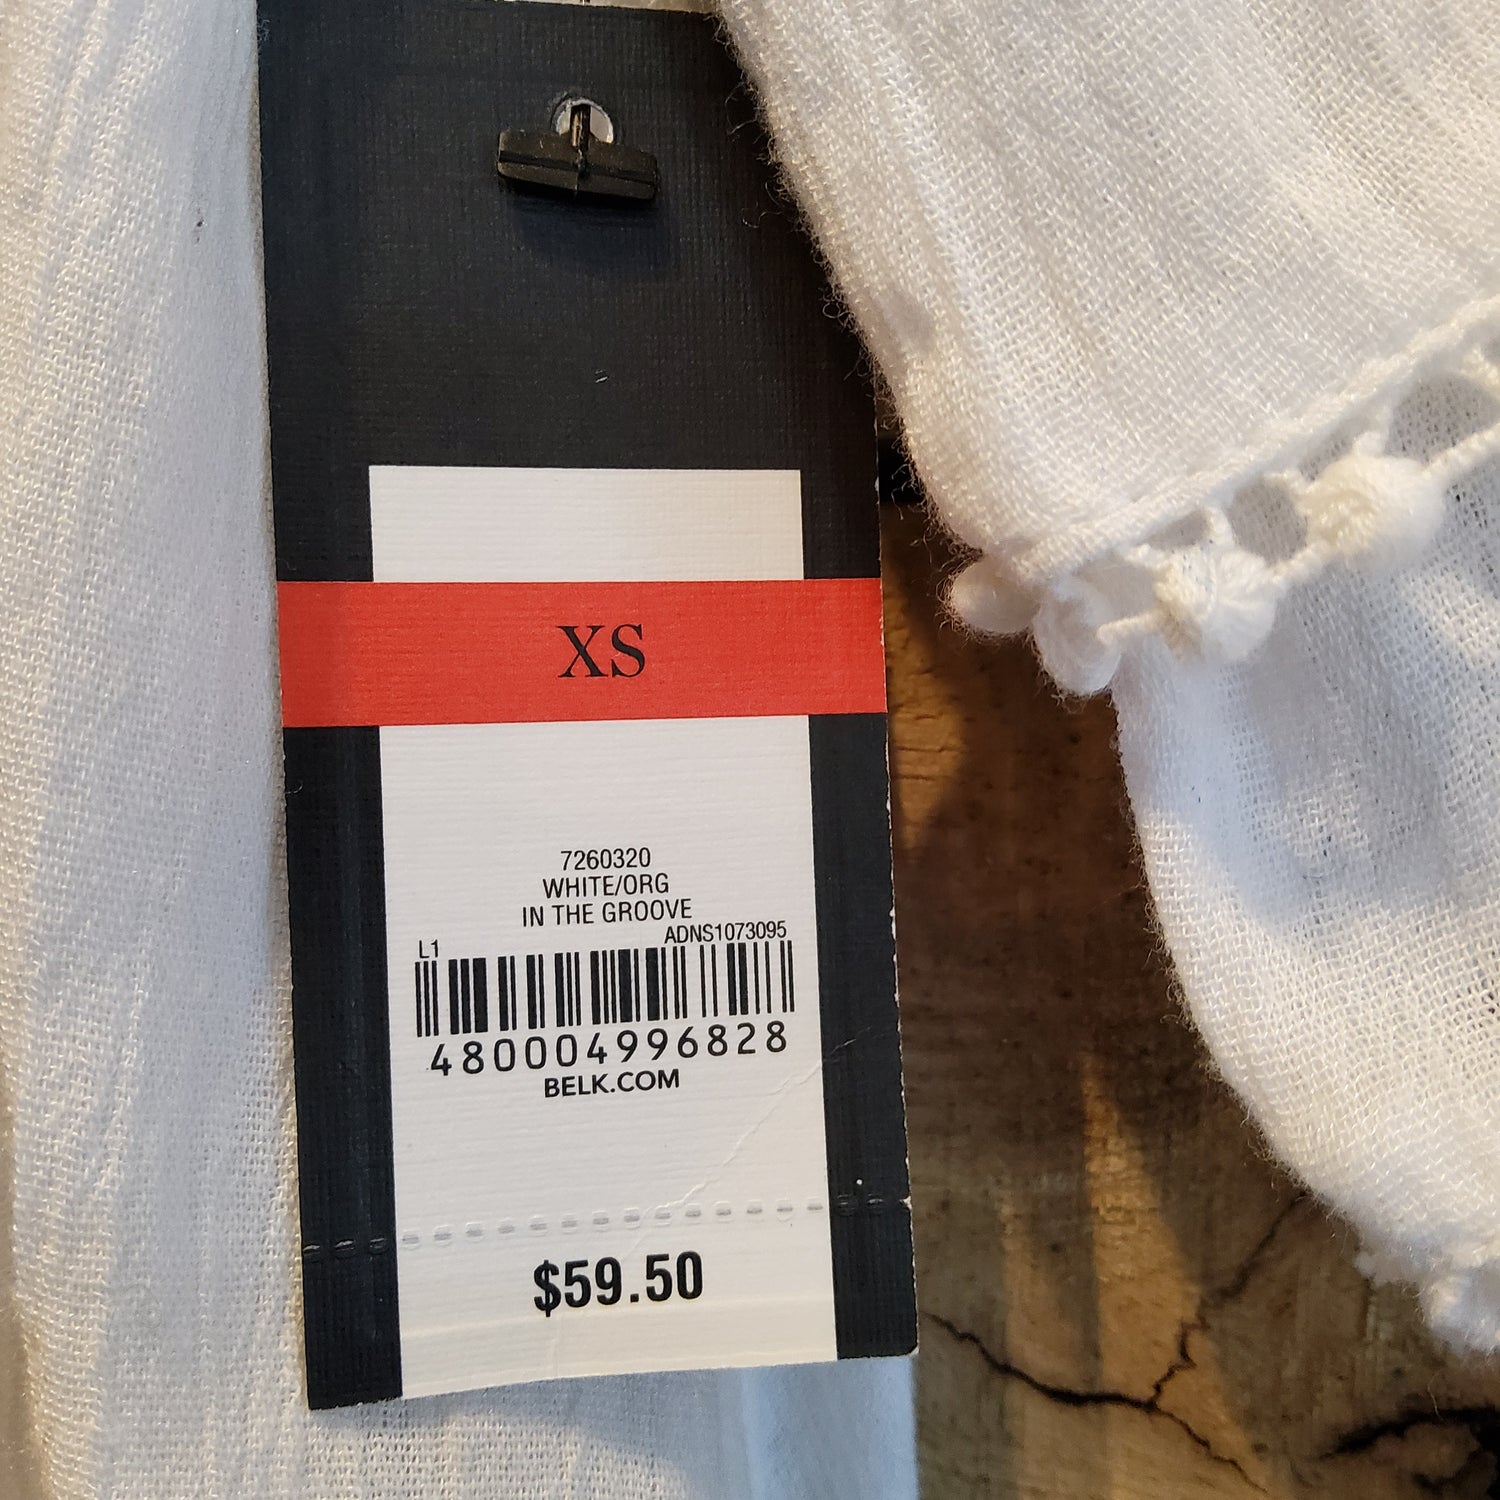 XS
7260320
WHITE/ORG
IN THE GROOVE
L1 ADNS1073095
480004996828
BELK.COM
$59.50